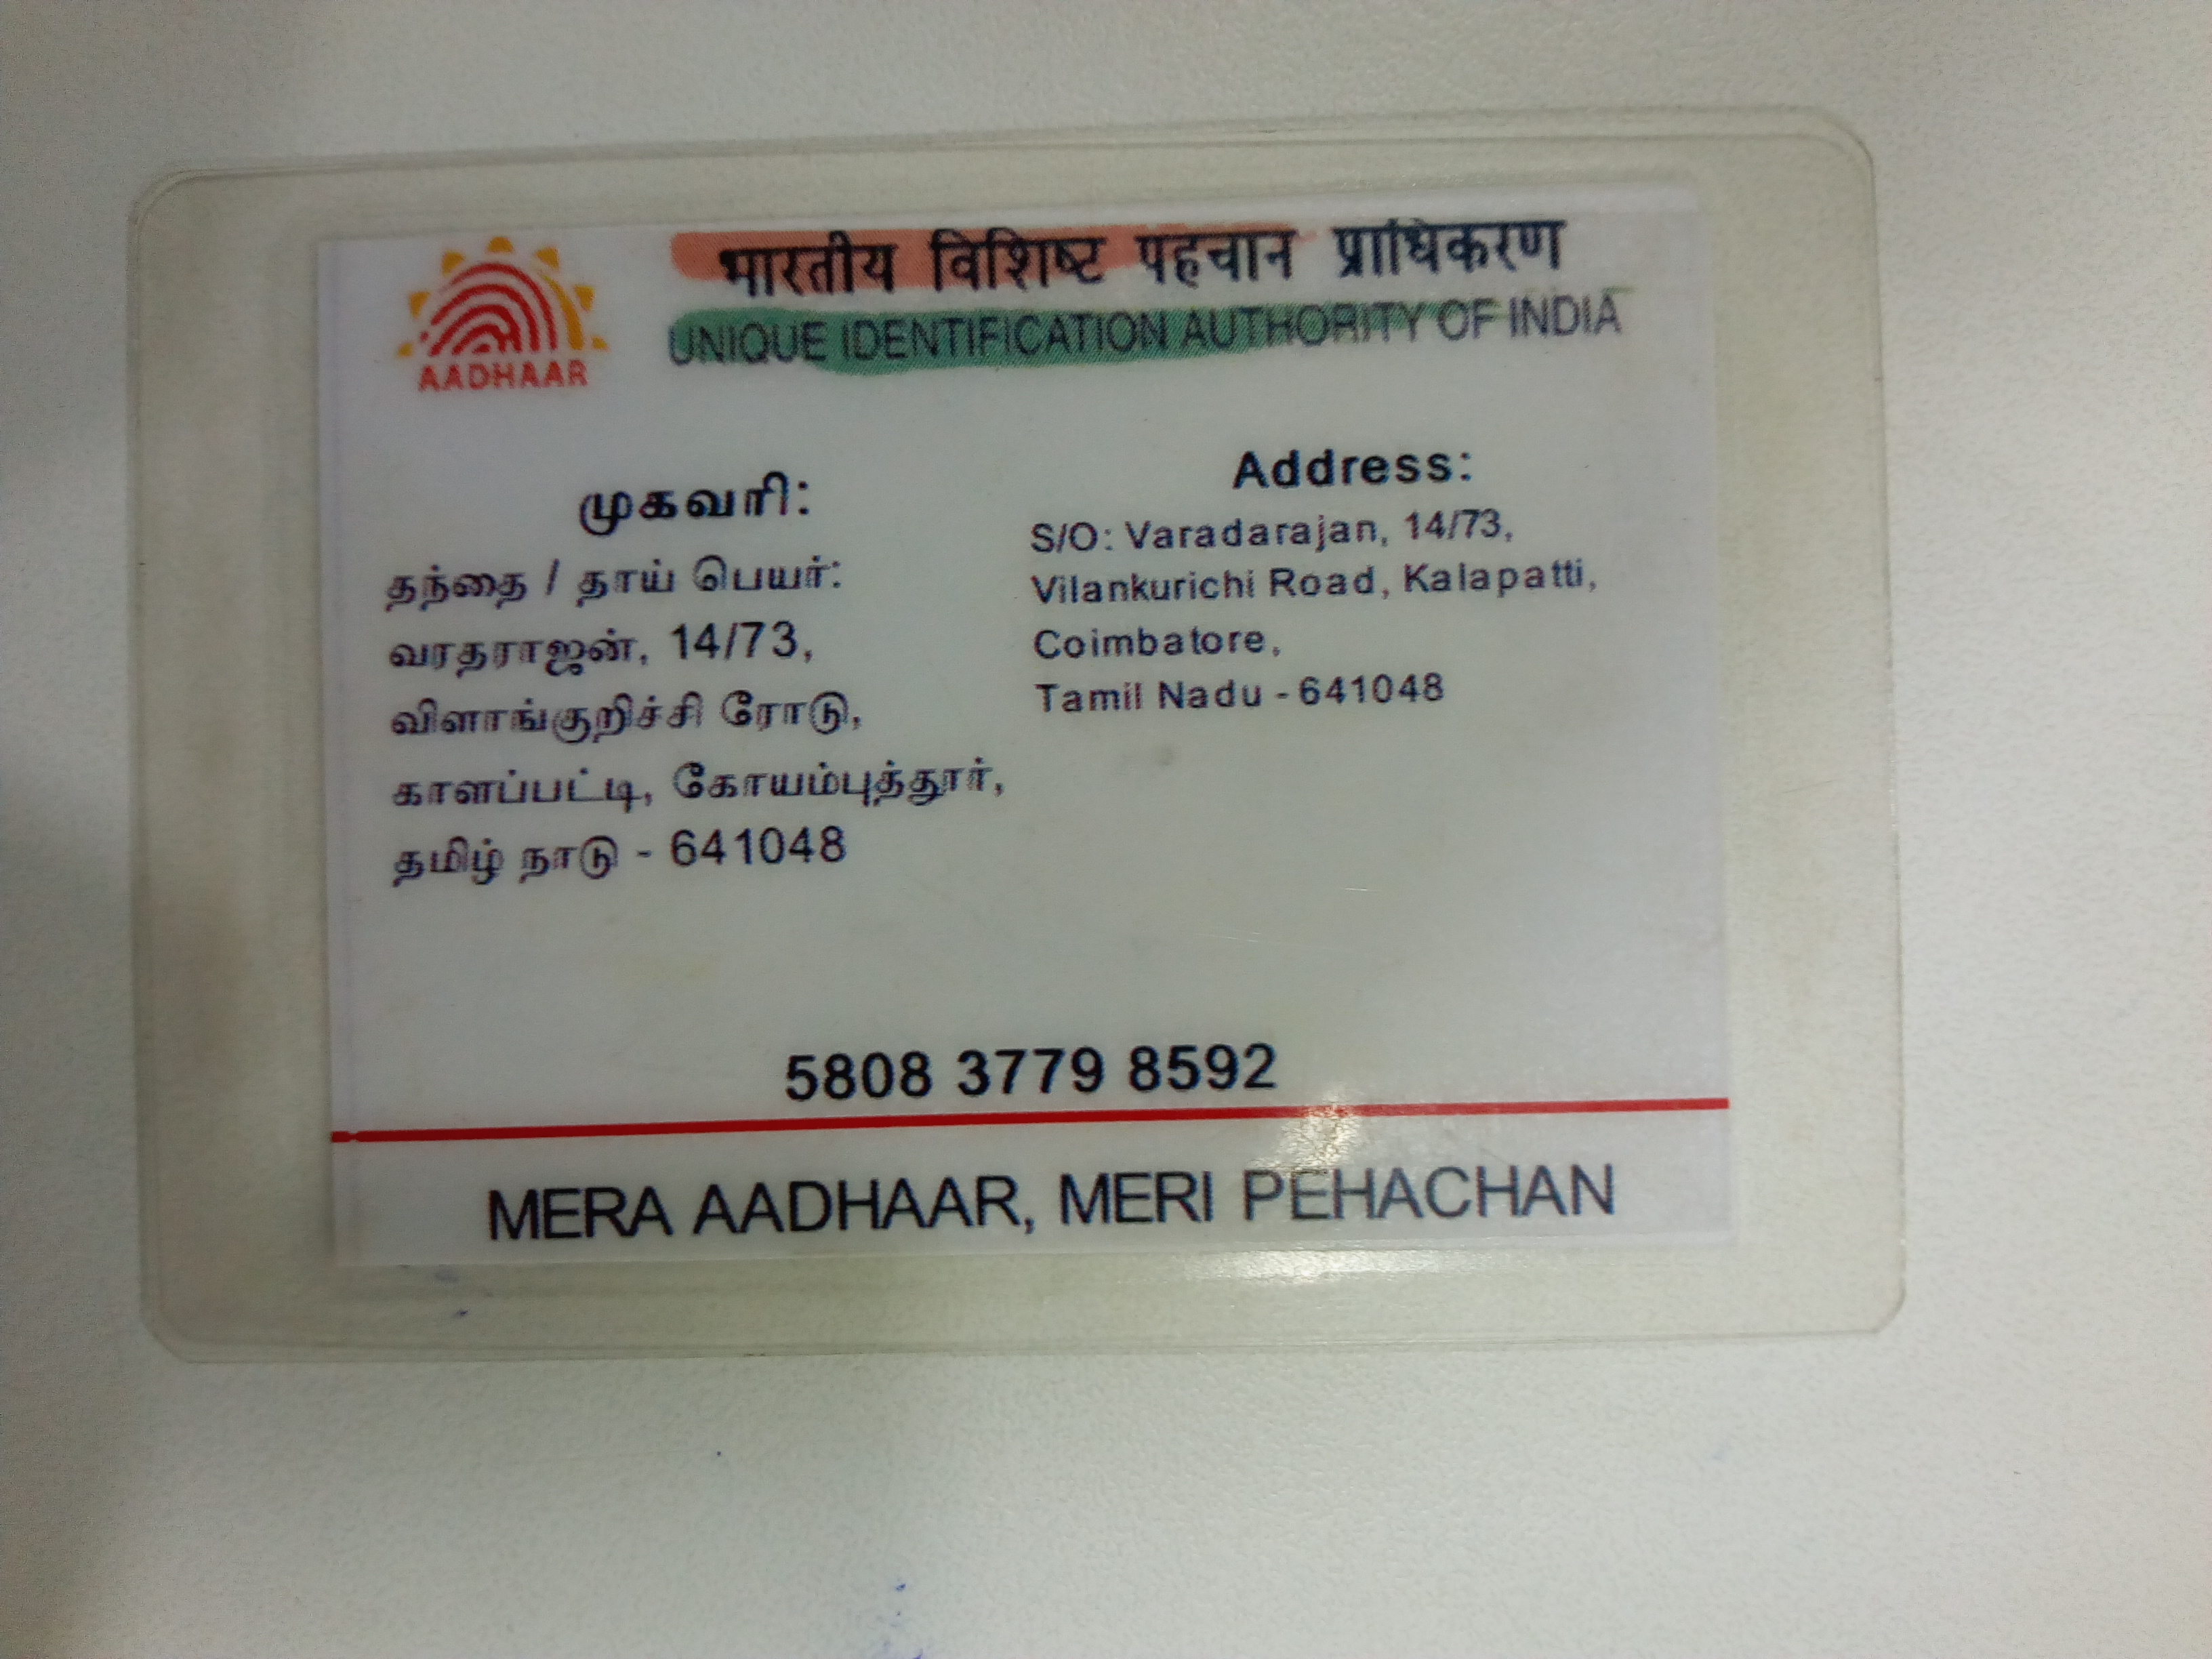 भारतीय विशिष्ट पहचान प्राधिकरण
UNIQUE IDENTIFICATION AUTHORITY OF INDIA
AADHAAR
முகவரி:
தந்தை / தாய் பெயர்:
வரதராஜன், 14/73,
விளாங்குறிச்சி ரோடு,
காளப்பட்டி, கோயம்புத்தூர்,
தமிழ் நாடு - 641048
Address:
S/O: Varadarajan, 14/73,
Vilankurichi Road, Kalapatti,
Coimbatore,
Tamil Nadu - 641048
5808 3779 8592
MERA AADHAAR, MERI PEHACHAN